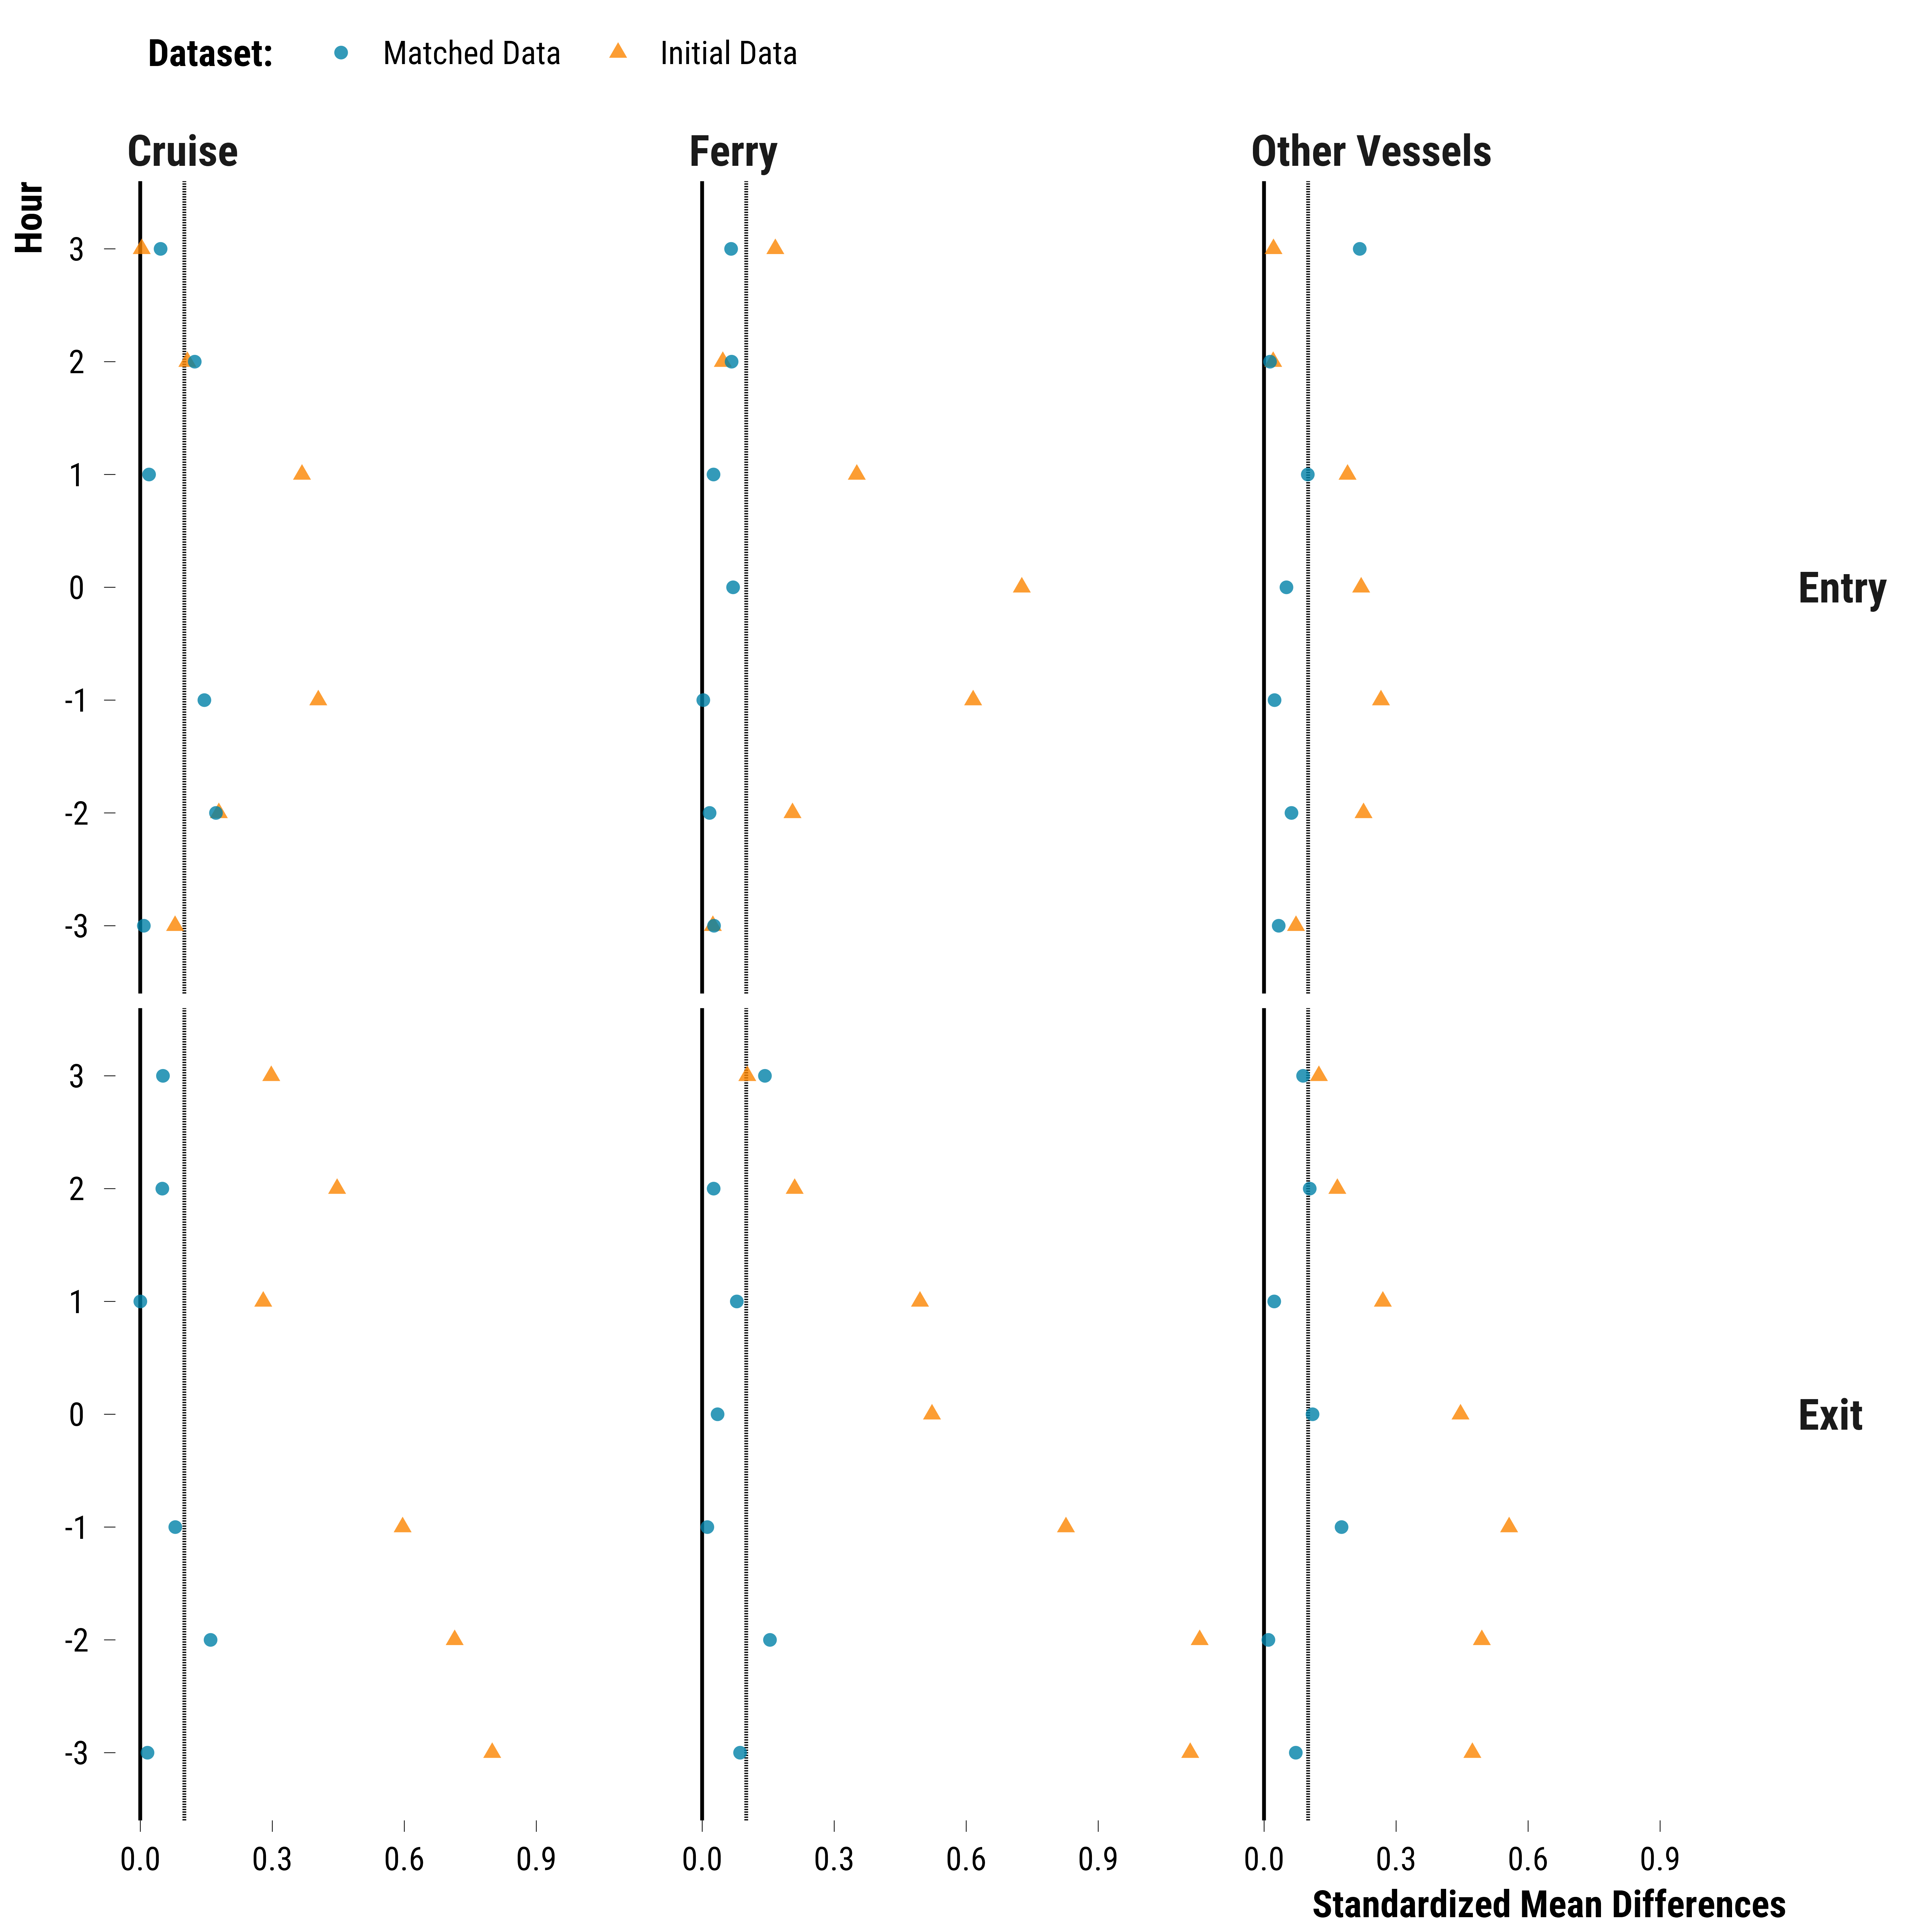 Dataset: Matched Data Initial Data
Cruise Ferry Other Vessels
Hour
3
2
1
0
-1
-2
-3
Entry
3
2
1
0
-1
-2
-3
Exit
0.0 0.3 0.6 0.9 0.0 0.3 0.6 0.9 0.0 0.3 0.6 0.9
Standardized Mean Differences